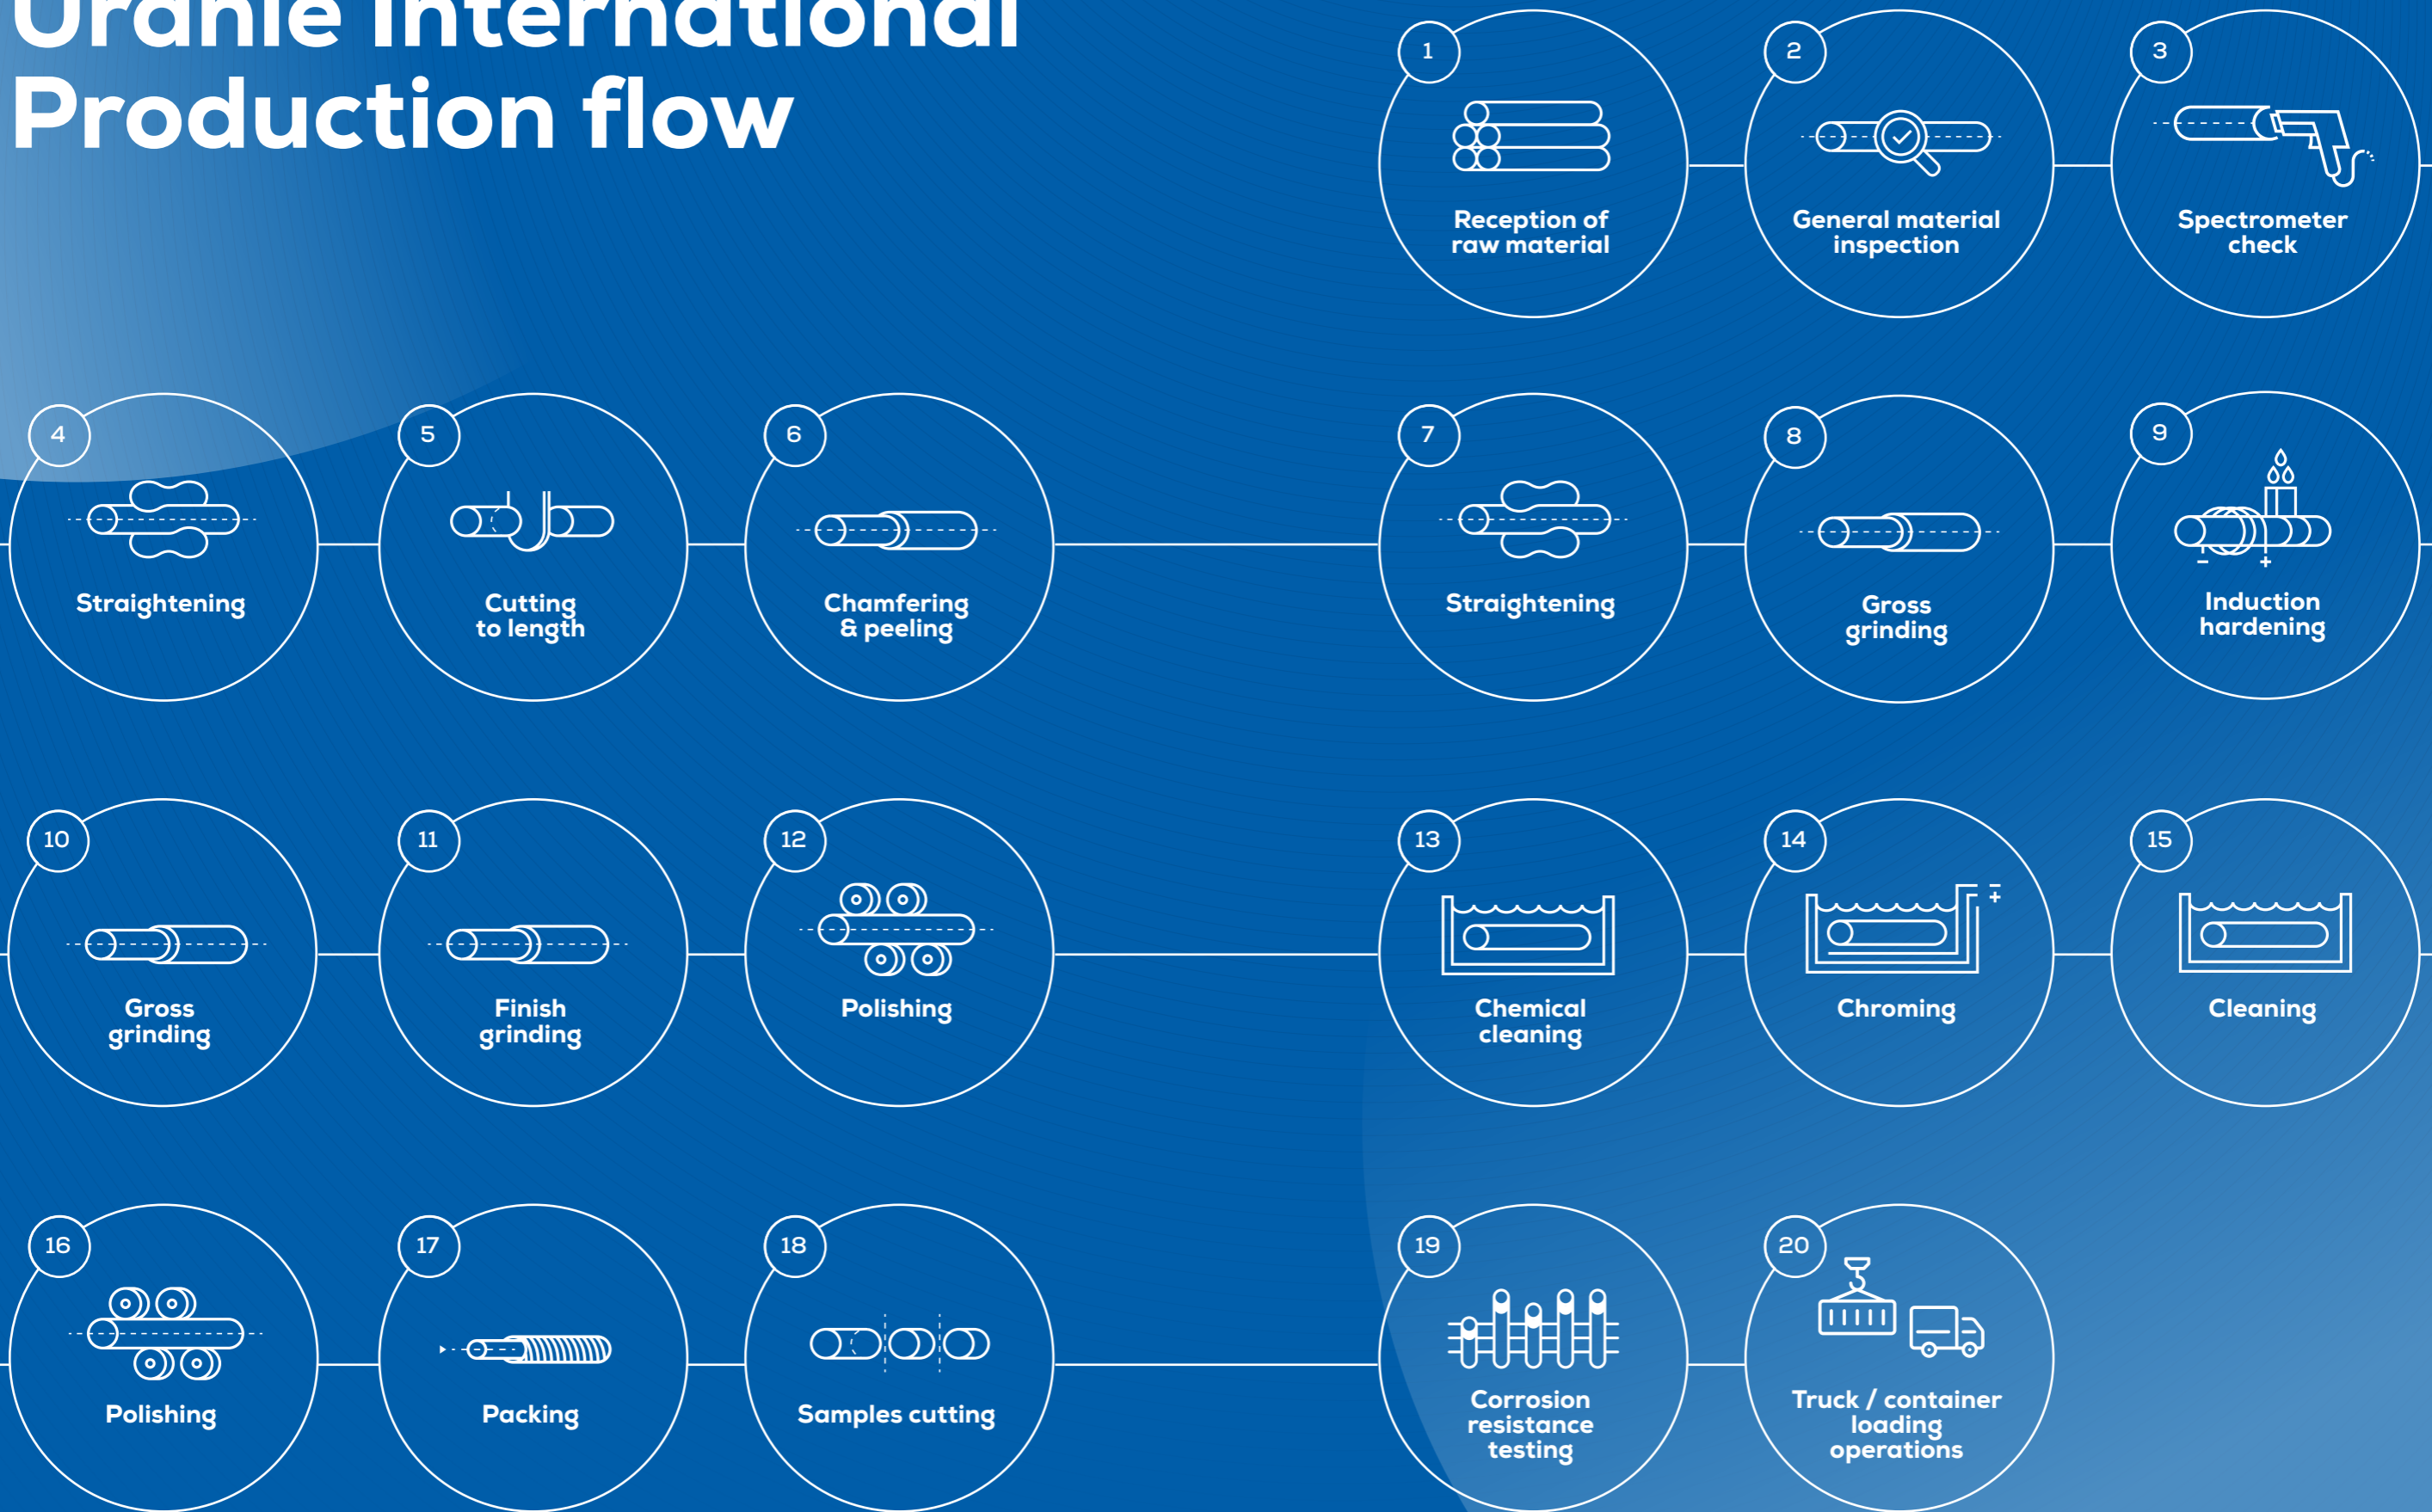 Uranie International
Production flow
1
Reception of
raw material
2
General material
inspection
3
Spectrometer
check
4
Straightening
5
Cutting
to length
6
Chamfering
& peeling
7
Straightening
8
Gross
grinding
9
- +
Induction
hardening
10
Gross
grinding
11
Finish
grinding
12
Polishing
13
Chemical
cleaning
14
- +
Chroming
15
Cleaning
16
Polishing
17
Packing
18
Samples cutting
19
Corrosion
resistance
testing
20
Truck / container
loading
operations